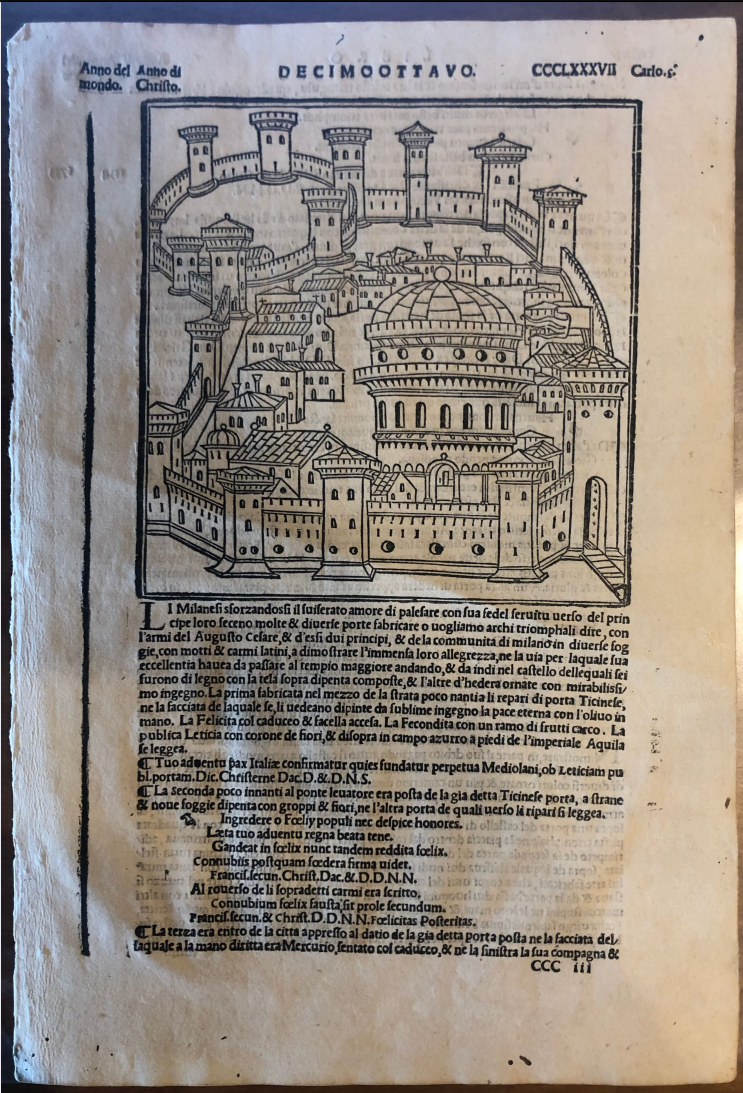 Anno del Anno di DECIMOOTTAVO. CCCCLXXXVII Carlo.5.
mondo. Chriſto.
LI Milaneſi sforzandoſi il ſuiſerato amore di paleſare con ſua fedel ſeruitu uerſo del prin
cipe loro feceno molte & diuerſe porte fabricare o uogliamo archi triomphali dire, con
l'armi del Auguſto Ceſare,& d'eſſi dui principi, & de la communita di milano in diuerſe fog
gie,con motti & carmi latini,a dimoſtrare l'immenſa loro allegrezza,ne la uia per laquale ſua
eccellentia hauea da paſſare al tempio maggiore andando,& da indi nel caſtello dellequali ſei
furono di legno con la tela ſopra dipenta compoſte,& l'altre d'hedera ornate con mirabiliſſi/
mo ingegno. La prima fabricata nel mezzo de la ſtrata poco nantia li repari di porta Ticineſe,
ne la facciata de laquale ſe,li uedeano dipinte da ſublime ingegno la pace eterna con l'oliuo in
mano. La Felicita col caduceo & facella acceſa. La Fecondita con un ramo di frutti carco. La
publica Leticia con corone de fiori,& diſopra in campo azurro a piedi de l'imperiale Aquila
ſe leggea.
¶ Tuo aduentu pax Italiæ confirmatur quies fundatur perpetua Mediolani,ob Leticiam pu
bl.portam.Dic.Chriſterne Dac.D.&.D.N.S.
¶ La ſeconda poco innanti al ponte leuatore era poſta de la gia detta Ticineſe porta, a ſtrane
& noue foggie dipenta con groppi & fiori,ne l'altra porta de quali uerſo li ripari ſi leggea.
Ingredere o Fœliy populi nec deſpice honores.
Læta tuo aduentu regna beata tene.
Gandeat in fœlix nunc tandem reddita fœlix.
Connubiis poſtquam fœdera firma uidet.
Franciſ.ſecun.Chriſt.Dac.&.D.D.N.N.
Al rouerſo de li ſopradetti carmi era ſcritto.
Connubium fœlix fauſta ſit prole ſecundum.
Franciſ.ſecun.& Chriſt.D.D.N.N.Fœlicitas Poſteritas.
¶ La terza era entro de la citta appreſſo al datio de la gia detta porta poſta ne la facciata del/
laquale a la mano diritta era Mercurio,ſentato col caduceo,& ne la ſiniſtra la ſua compagna &
CCC iii